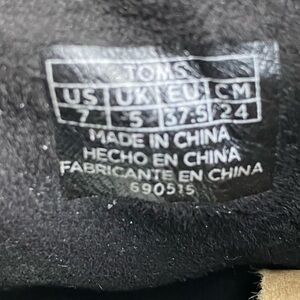 TOMS
US UK EU CM
7 5 37.5 24
MADE IN CHINA
HECHO EN CHINA
FABRICANTE EN CHINA
690515